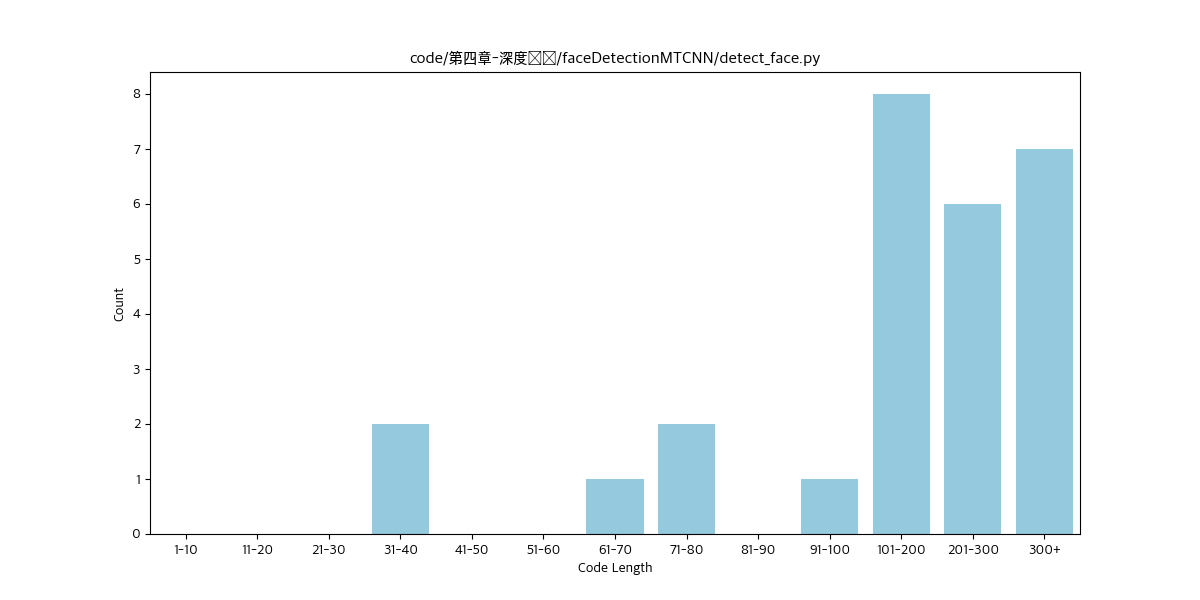 code/第四章-深度/faceDetectionMTCNN/detect_face.py
8
7
6
5
4
3
2
1
0
Count
1-10 11-20 21-30 31-40 41-50 51-60 61-70 71-80 81-90 91-100 101-200 201-300 300+
Code Length